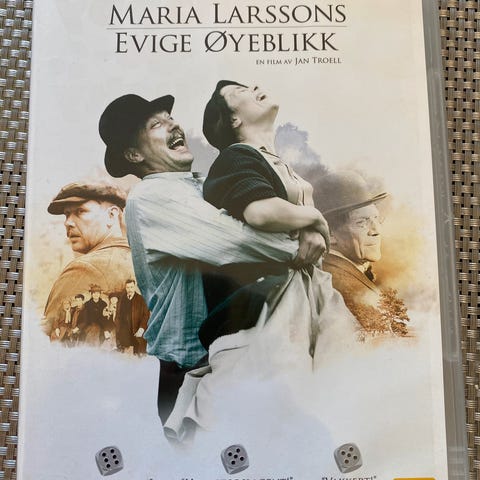 MARIA LARSSONS
EVIGE ØYEBLIKK
EN FILM AV JAN TROELL